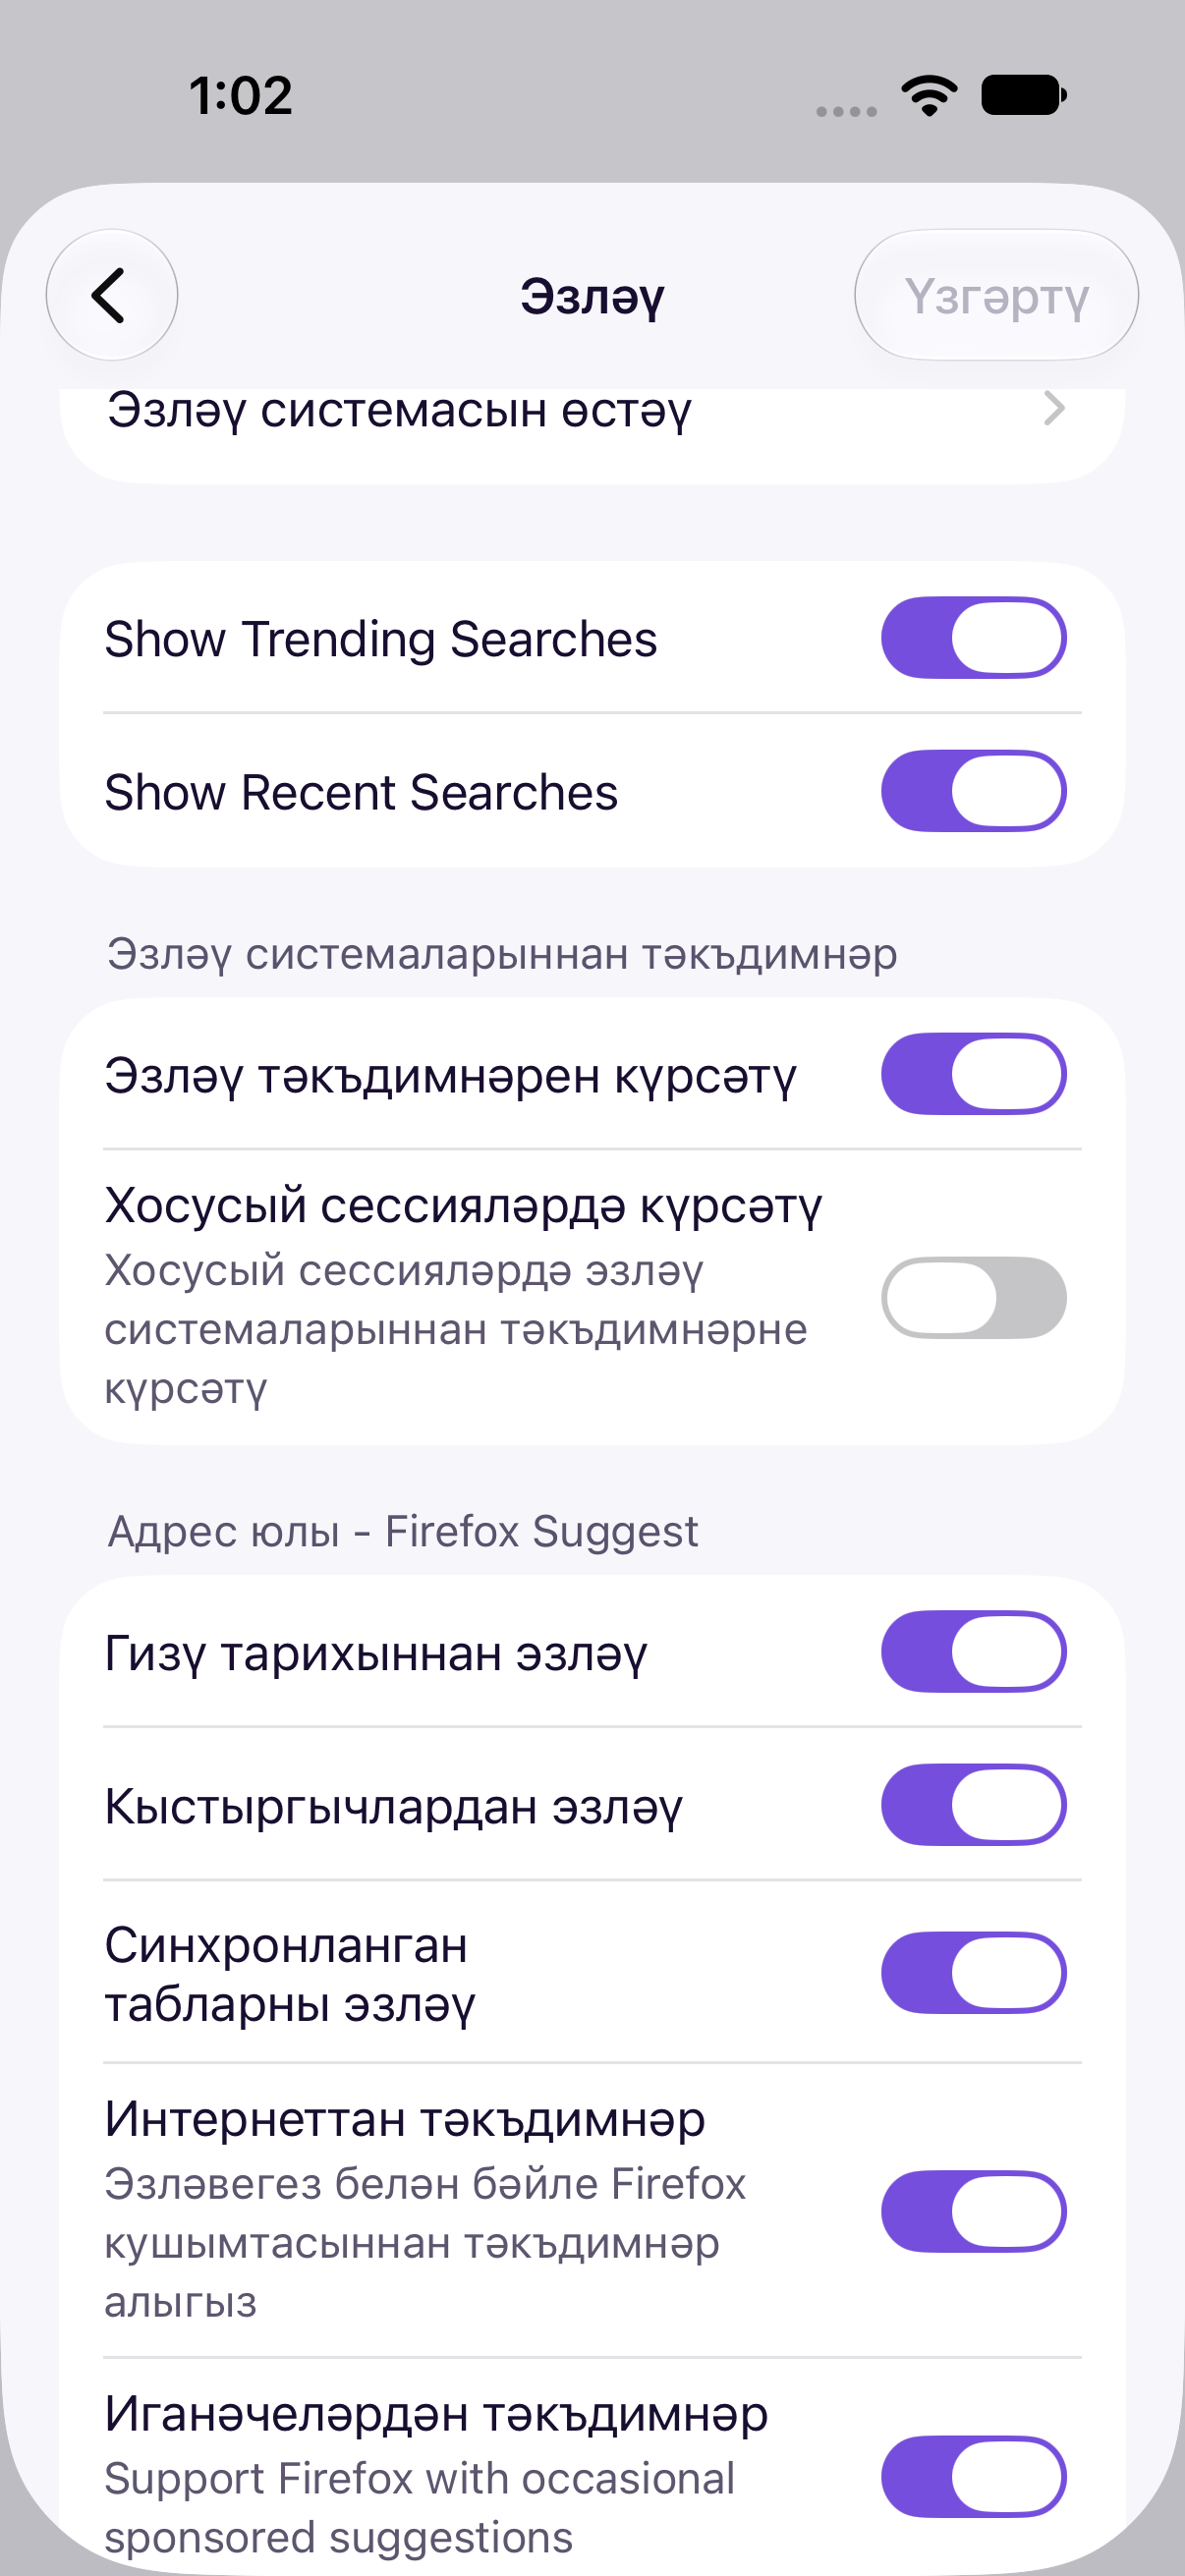 1:02
Эзләү
Үзгәртү
Эзләү системасын өстәү
Show Trending Searches
Show Recent Searches
Эзләү системаларыннан тәкъдимнәр
Эзләү тәкъдимнәрен күрсәтү
Хосусый сессияләрдә күрсәтү
Хосусый сессияләрдә эзләү
системаларыннан тәкъдимнәрне
күрсәтү
Адрес юлы - Firefox Suggest
Гизү тарихыннан эзләү
Кыстыргычлардан эзләү
Синхронланган
табларны эзләү
Интернеттан тәкъдимнәр
Эзләвегез белән бәйле Firefox
кушымтасыннан тәкъдимнәр
алыгыз
Иганәчеләрдән тәкъдимнәр
Support Firefox with occasional
sponsored suggestions